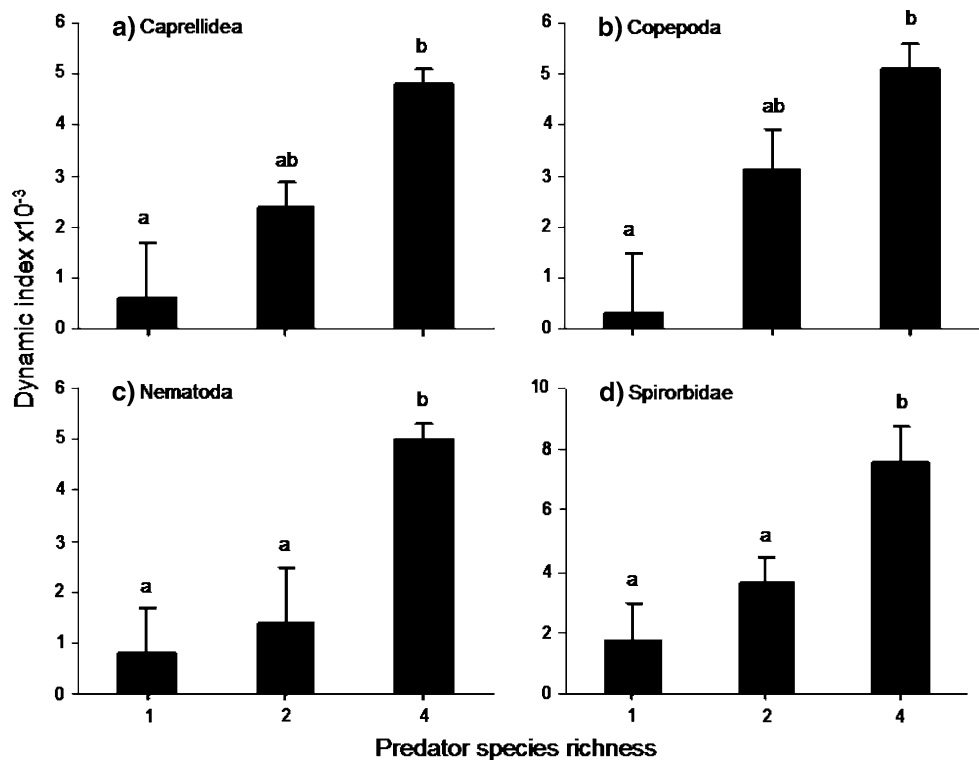 Dynamic index x10⁻³
a) Caprellidea
6
5
4
3
2
1
0
a
ab
b
b) Copepoda
6
5
4
3
2
1
0
a
ab
b
c) Nematoda
6
5
4
3
2
1
0
a
a
b
1
2
4
d) Spirorbidae
10
8
6
4
2
0
a
a
b
1
2
4
Predator species richness